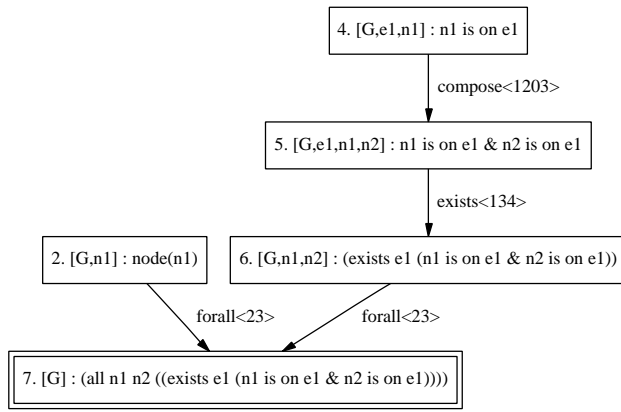 4. [G,e1,n1] : n1 is on e1
compose<1203>
5. [G,e1,n1,n2] : n1 is on e1 & n2 is on e1
exists<134>
2. [G,n1] : node(n1)
6. [G,n1,n2] : (exists e1 (n1 is on e1 & n2 is on e1))
forall<23>
forall<23>
7. [G] : (all n1 n2 ((exists e1 (n1 is on e1 & n2 is on e1))))